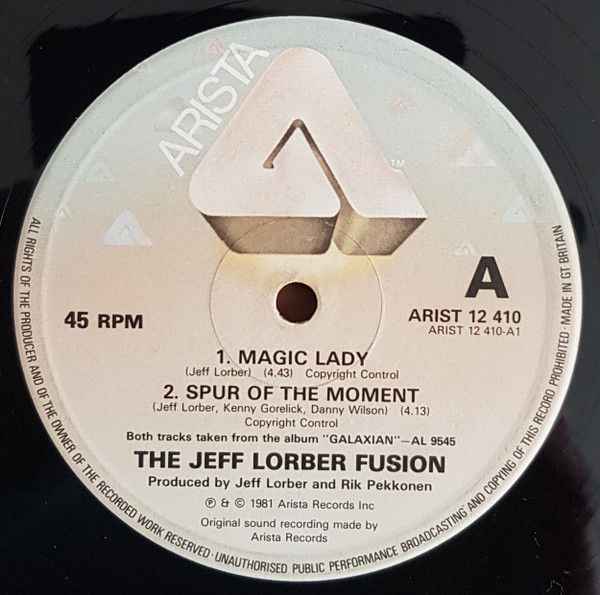 ARISTA
TM
A
45 RPM
ARIST 12 410
ARIST 12 410-A1
1. MAGIC LADY
(Jeff Lorber) (4.43) Copyright Control
2. SPUR OF THE MOMENT
(Jeff Lorber, Kenny Gorelick, Danny Wilson) (4.13)
Copyright Control
Both tracks taken from the album "GALAXIAN"—AL 9545
THE JEFF LORBER FUSION
Produced by Jeff Lorber and Rik Pekkonen
℗ & © 1981 Arista Records Inc
Original sound recording made by
Arista Records
ALL RIGHTS OF THE PRODUCER AND OF THE OWNER OF THE RECORDED WORK RESERVED · UNAUTHORISED PUBLIC PERFORMANCE BROADCASTING AND COPYING OF THIS RECORD PROHIBITED · MADE IN GT BRITAIN